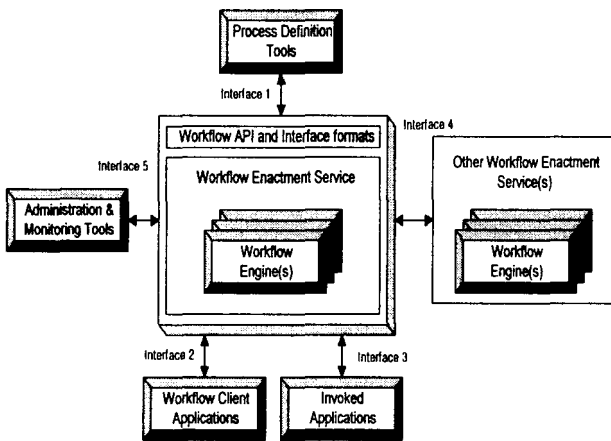 Process Definition
Tools
Interface 1
Workflow API and Interface formats
Interface 4
Interface 5
Workflow Enactment Service
Other Workflow Enactment
Service(s)
Administration &
Monitoring Tools
Workflow
Engine(s)
Workflow
Engine(s)
Interface 2
Interface 3
Workflow Client
Applications
Invoked
Applications